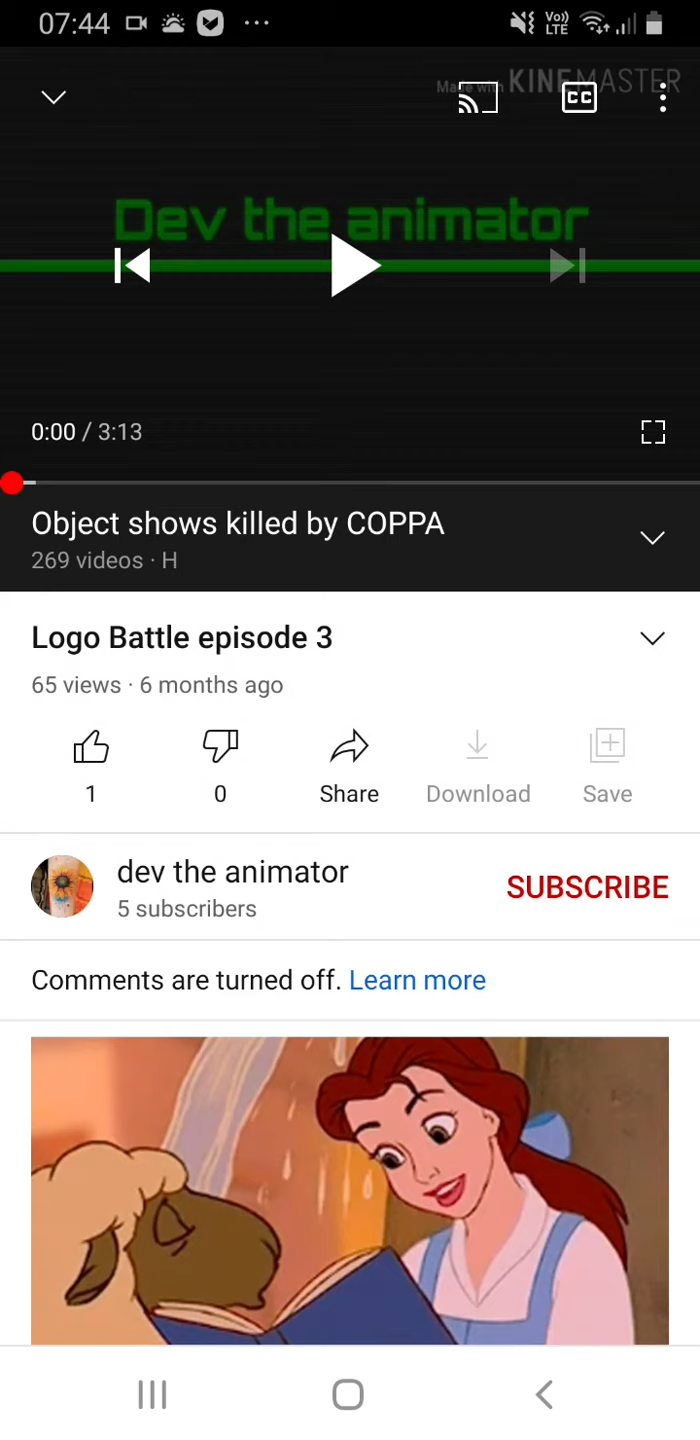 07:44
Vo))
LTE
Made with KINEMASTER
CC
Dev the animator
0:00 / 3:13
Object shows killed by COPPA
269 videos · H
Logo Battle episode 3
65 views · 6 months ago
1 0 Share Download Save
dev the animator
5 subscribers
SUBSCRIBE
Comments are turned off. Learn more